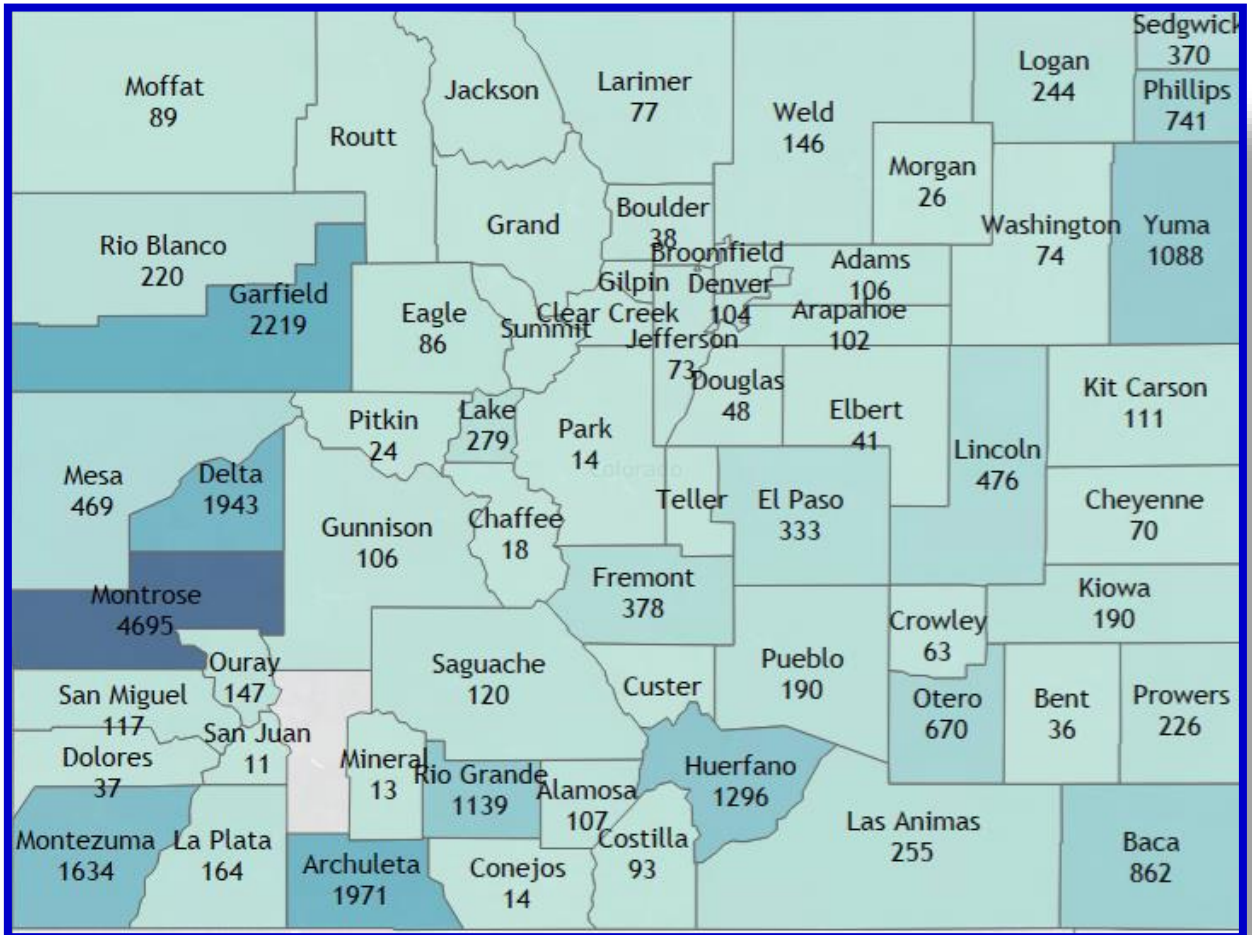 Sedgwick
370
Moffat
89
Jackson
Larimer
77
Logan
244
Phillips
741
Routt
Weld
146
Morgan
26
Grand
Boulder
38
Washington
74
Yuma
1088
Rio Blanco
220
Broomfield
Adams
106
Garfield
2219
Gilpin
Denver
104
Eagle
86
Summit
Clear Creek
Arapahoe
102
Jefferson
73
Douglas
48
Kit Carson
111
Pitkin
24
Lake
279
Park
14
Elbert
41
Lincoln
476
Colorado
Mesa
469
Delta
1943
Teller
El Paso
333
Cheyenne
70
Gunnison
106
Chaffee
18
Montrose
4695
Fremont
378
Kiowa
190
Crowley
63
Ouray
147
Saguache
120
Custer
Pueblo
190
San Miguel
117
Otero
670
Bent
36
Prowers
226
San Juan
11
Dolores
37
Mineral
13
Rio Grande
1139
Alamosa
107
Huerfano
1296
Montezuma
1634
La Plata
164
Archuleta
1971
Conejos
14
Costilla
93
Las Animas
255
Baca
862